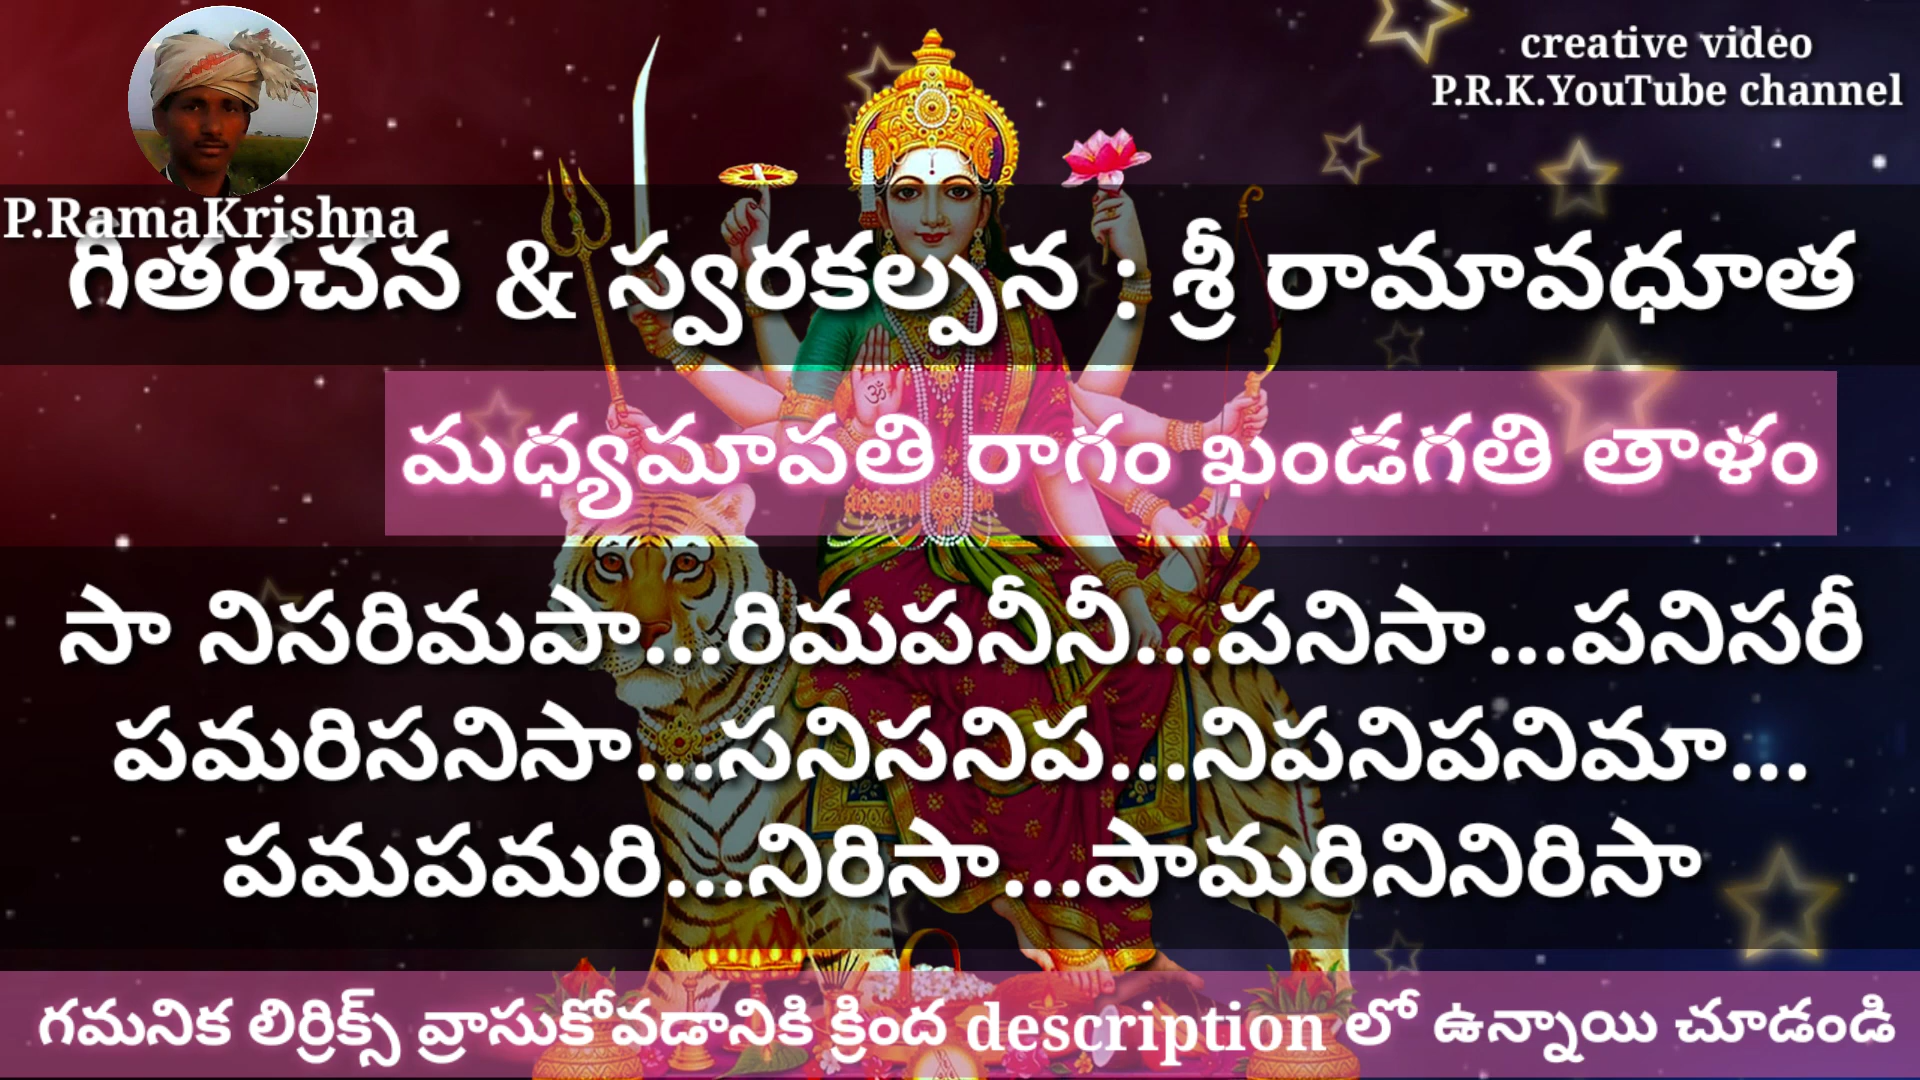 creative video
P.R.K.YouTube channel
P.RamaKrishna
గితరచన & స్వరకల్పన : శ్రీ రామావధూత
మధ్యమాపతి రాగం ఖండగతి తాళం
సా నిసరిమపా...రిమపనీనీ...పనిసా...పనిసరీ
పమరిసనిసా...సనిసనిప...నిపనిపనిమా...
పమపమరి...నిరిసా...పామరినినిరిసా
గమనిక లిర్రిక్స్ వ్రాసుకోవడానికి క్రింద description లో ఉన్నాయి చూడండి